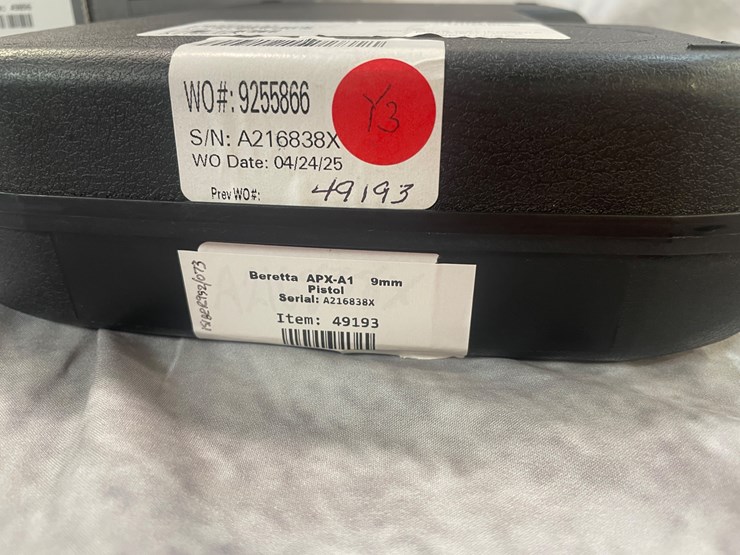 WO#: 9255866
Y3
S/N: A216838X
WO Date: 04/24/25
Prev WO#:
49193
Beretta APX-A1 9mm
Pistol
Serial: A216838X
Item: 49193